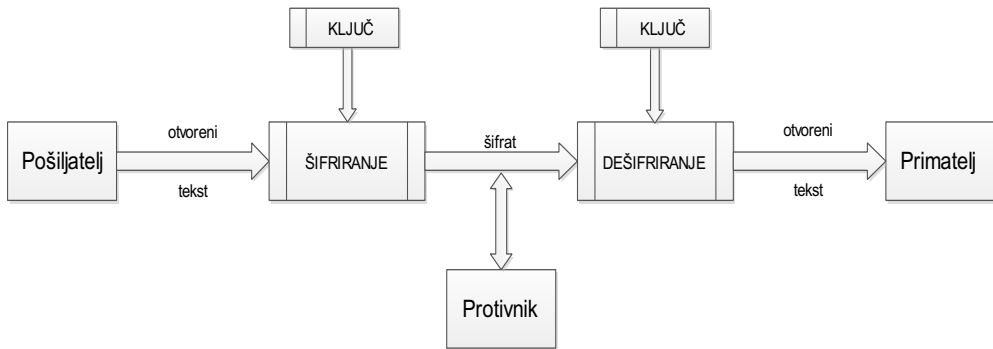 KLJUČ
KLJUČ
Pošiljatelj
otvoreni
tekst
ŠIFRIRANJE
šifrat
DEŠIFRIRANJE
otvoreni
tekst
Primatelj
Protivnik